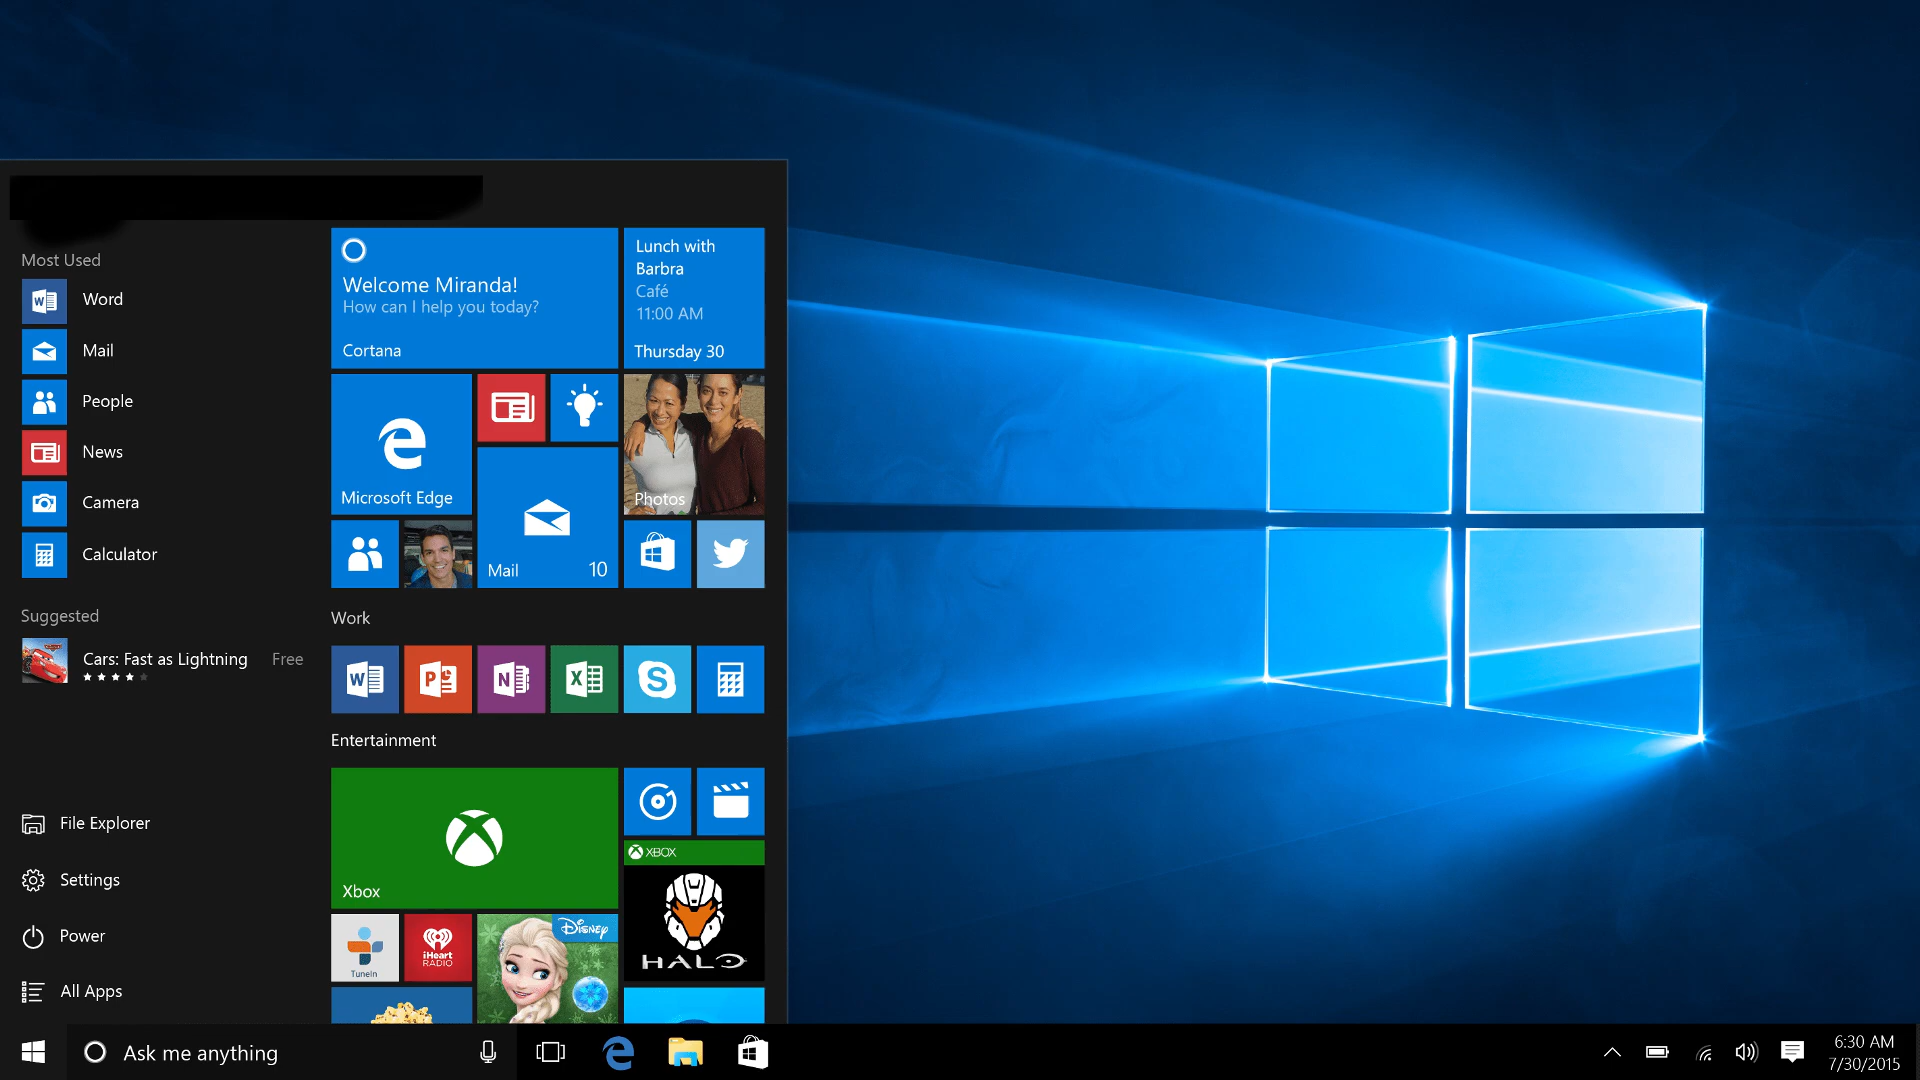 Most Used
Word
Mail
People
News
Camera
Calculator
Suggested
Cars: Fast as Lightning Free
File Explorer
Settings
Power
All Apps
Welcome Miranda!
How can I help you today?
Cortana
Lunch with
Barbra
Café
11:00 AM
Thursday 30
Microsoft Edge
Mail 10
Photos
Work
Entertainment
Xbox
XBOX
HALO
TuneIn
iHeart
RADIO
Disney
Ask me anything
6:30 AM
7/30/2015